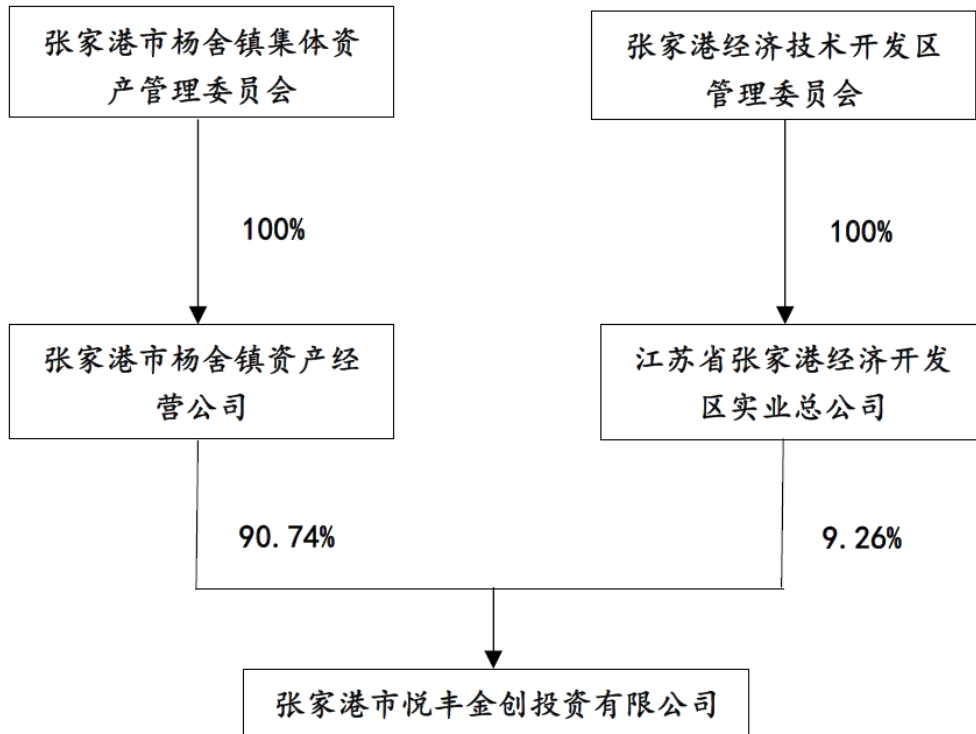 张家港市杨舍镇集体资
产管理委员会
张家港经济技术开发区
管理委员会
100%
100%
张家港市杨舍镇资产经
营公司
江苏省张家港经济开发
区实业总公司
90.74%
9.26%
张家港市悦丰金创投资有限公司